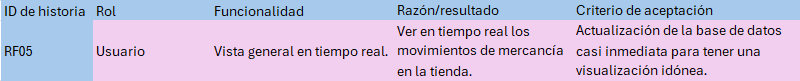 ID de historia Rol Funcionalidad Razón/resultado Criterio de aceptación
RF05 Usuario Vista general en tiempo real. Ver en tiempo real los movimientos de mercancía en la tienda. Actualización de la base de datos casi inmediata para tener una visualización idónea.